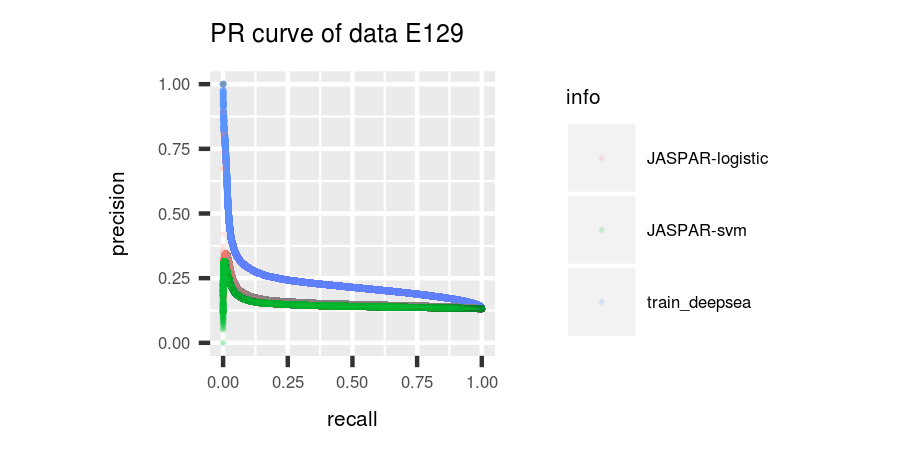 PR curve of data E129
precision
1.00
0.75
0.50
0.25
0.00
0.00 0.25 0.50 0.75 1.00
recall
info
JASPAR-logistic
JASPAR-svm
train_deepsea